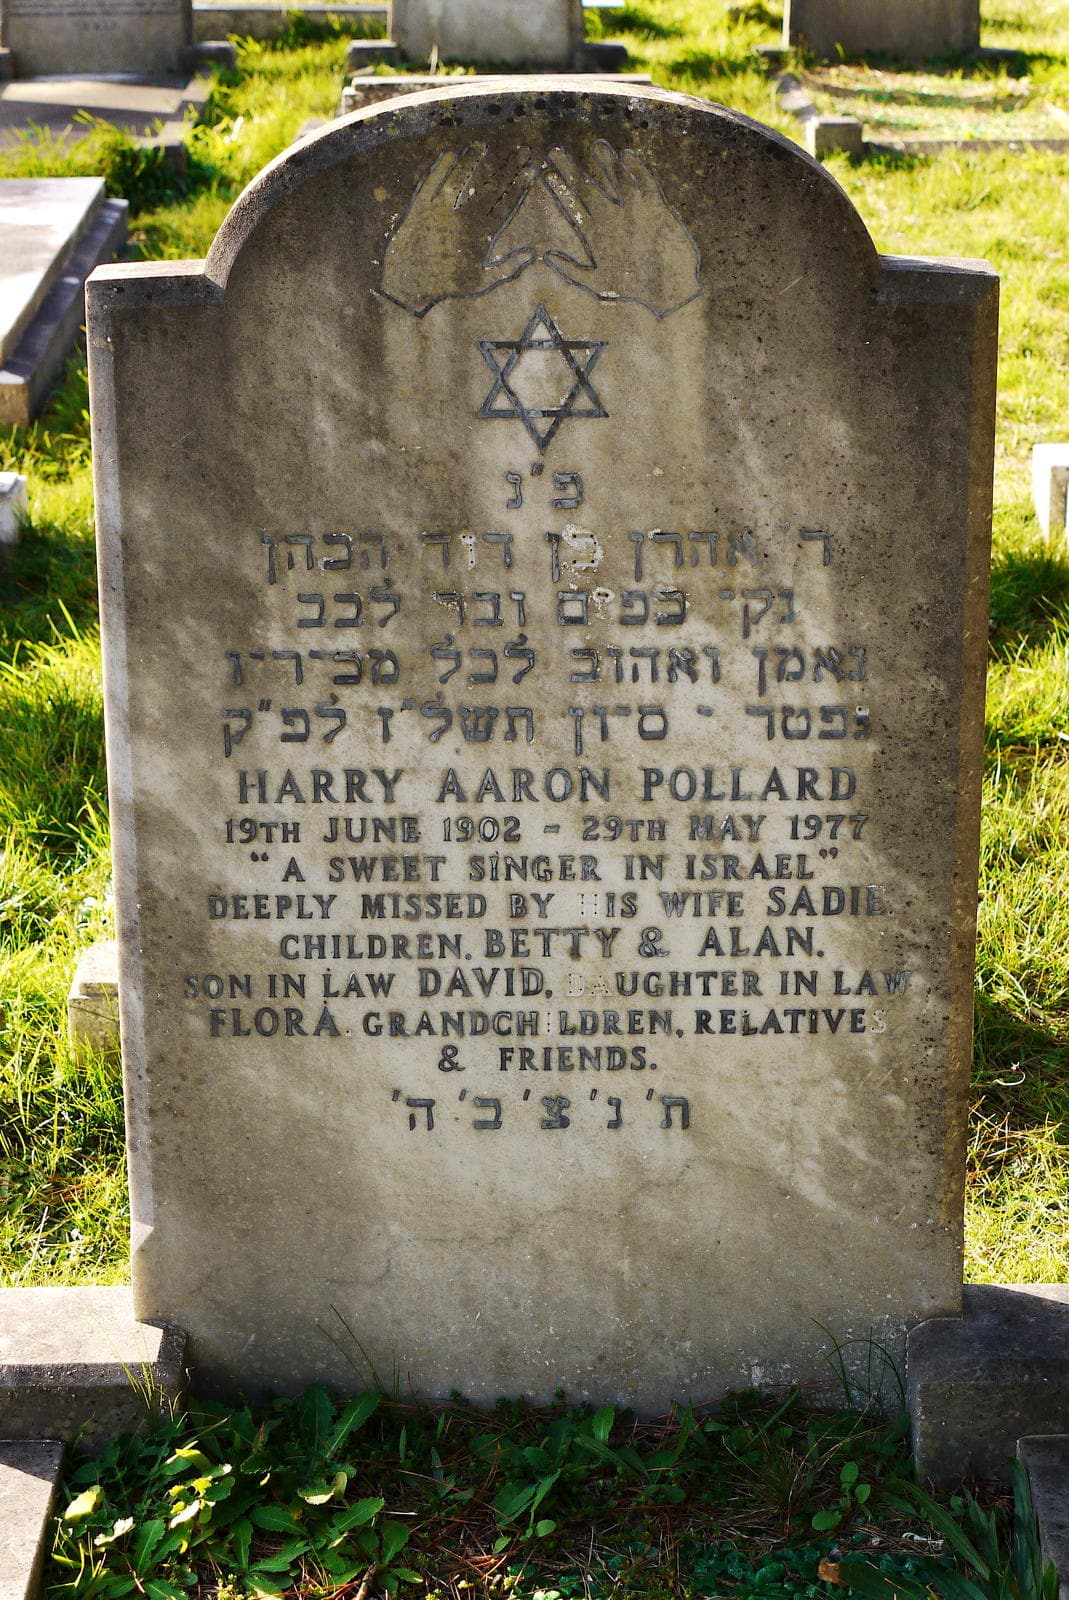 פ"נ
ר' אהרן בן דוד הכהן
נקי כפים ובר לבב
נאמן ואהוב לכל מכיריו
נפטר י סיון תשל"ז לפ"ק
HARRY AARON POLLARD
19TH JUNE 1902 - 29TH MAY 1977
"A SWEET SINGER IN ISRAEL"
DEEPLY MISSED BY HIS WIFE SADIE.
CHILDREN. BETTY & ALAN.
SON IN LAW DAVID, DAUGHTER IN LAW
FLORA. GRANDCHILDREN, RELATIVES
& FRIENDS.
ת'נ'צ'ב'ה'